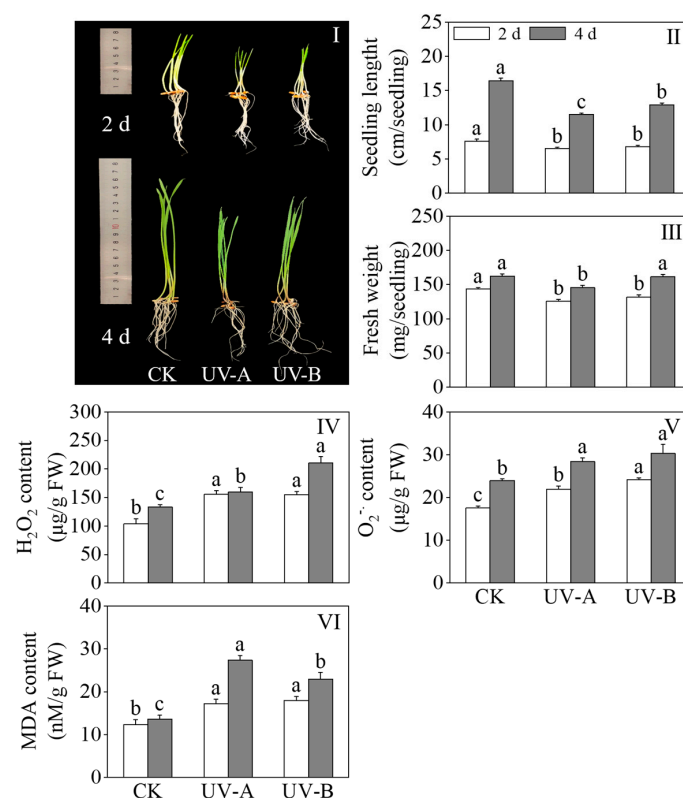 I
2 d
4 d
CK UV-A UV-B
2 d 4 d
II
Seedling lenght
(cm/seedling)
25
20
15
10
5
0
a a b c b b
III
Fresh weight
(mg/seedling)
250
200
150
100
50
0
a a b b b a
IV
H₂O₂ content
(μg/g FW)
300
250
200
150
100
50
0
b c a b a a
V
O₂⁻· content
(μg/g FW)
40
30
20
10
0
c b b a a a
CK UV-A UV-B
VI
MDA content
(nM/g FW)
40
30
20
10
0
b c a a a b
CK UV-A UV-B